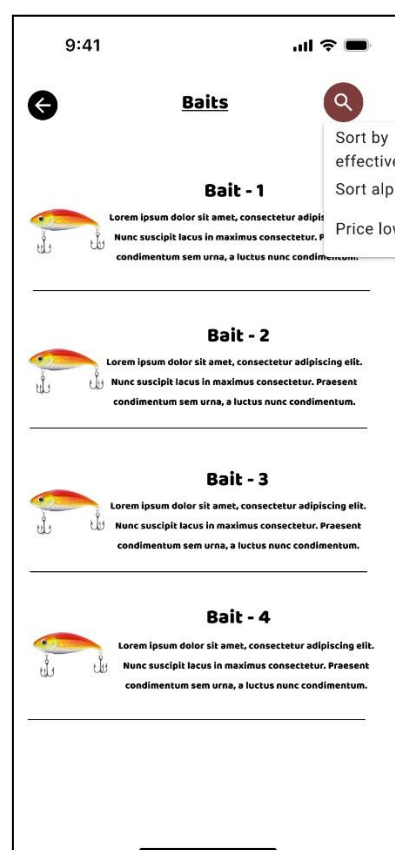 9:41
Baits
Sort by
effective
Sort alp
Price low
Bait - 1
Lorem ipsum dolor sit amet, consectetur adipis
Nunc suscipit lacus in maximus consectetur. P
condimentum sem urna, a luctus nunc condimentum.
Bait - 2
Lorem ipsum dolor sit amet, consectetur adipiscing elit.
Nunc suscipit lacus in maximus consectetur. Praesent
condimentum sem urna, a luctus nunc condimentum.
Bait - 3
Lorem ipsum dolor sit amet, consectetur adipiscing elit.
Nunc suscipit lacus in maximus consectetur. Praesent
condimentum sem urna, a luctus nunc condimentum.
Bait - 4
Lorem ipsum dolor sit amet, consectetur adipiscing elit.
Nunc suscipit lacus in maximus consectetur. Praesent
condimentum sem urna, a luctus nunc condimentum.